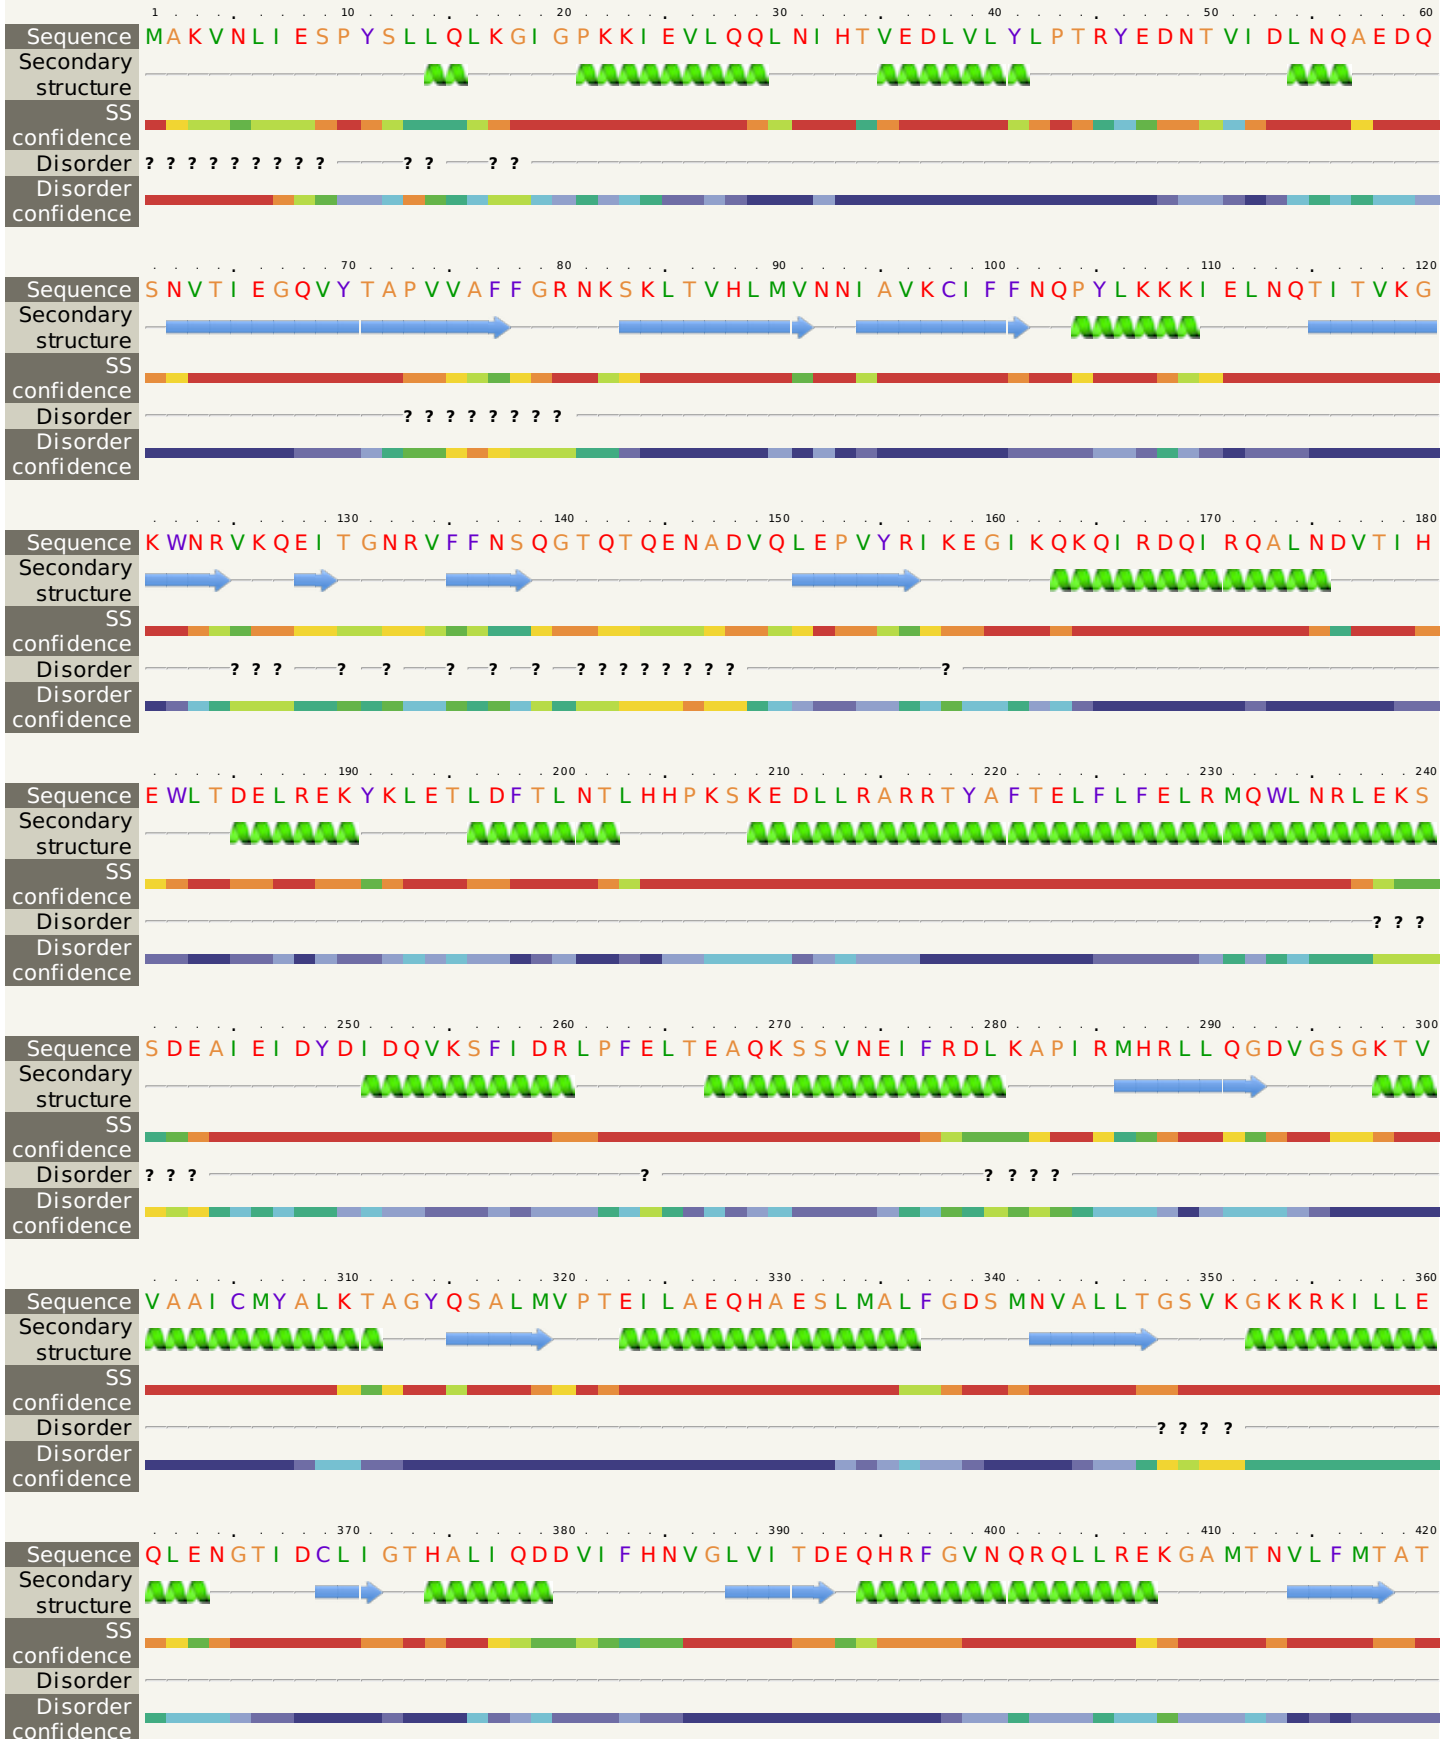 1 10 20 30 40 50 60
Sequence M A K V N L I E S P Y S L L Q L K G I G P K K I E V L Q Q L N I H T V E D L V L Y L P T R Y E D N T V I D L N Q A E D Q
Secondary
structure
SS
confidence
Disorder ? ? ? ? ? ? ? ? ? ? ? ? ?
Disorder
confidence
70 80 90 100 110 120
Sequence S N V T I E G Q V Y T A P V V A F F G R N K S K L T V H L M V N N I A V K C I F F N Q P Y L K K K I E L N Q T I T V K G
Secondary
structure
SS
confidence
Disorder ? ? ? ? ? ? ? ?
Disorder
confidence
130 140 150 160 170 180
Sequence K W N R V K Q E I T G N R V F F N S Q G T Q T Q E N A D V Q L E P V Y R I K E G I K Q K Q I R D Q I R Q A L N D V T I H
Secondary
structure
SS
confidence
Disorder ? ? ? ? ? ? ? ? ? ? ? ? ? ? ? ? ?
Disorder
confidence
190 200 210 220 230 240
Sequence E W L T D E L R E K Y K L E T L D F T L N T L H H P K S K E D L L R A R R T Y A F T E L F L F E L R M Q W L N R L E K S
Secondary
structure
SS
confidence
Disorder ? ? ?
Disorder
confidence
250 260 270 280 290 300
Sequence S D E A I E I D Y D I D Q V K S F I D R L P F E L T E A Q K S S V N E I F R D L K A P I R M H R L L Q G D V G S G K T V
Secondary
structure
SS
confidence
Disorder ? ? ? ? ? ? ? ?
Disorder
confidence
310 320 330 340 350 360
Sequence V A A I C M Y A L K T A G Y Q S A L M V P T E I L A E Q H A E S L M A L F G D S M N V A L L T G S V K G K K R K I L L E
Secondary
structure
SS
confidence
Disorder ? ? ? ?
Disorder
confidence
370 380 390 400 410 420
Sequence Q L E N G T I D C L I G T H A L I Q D D V I F H N V G L V I T D E Q H R F G V N Q R Q L L R E K G A M T N V L F M T A T
Secondary
structure
SS
confidence
Disorder
Disorder
confidence